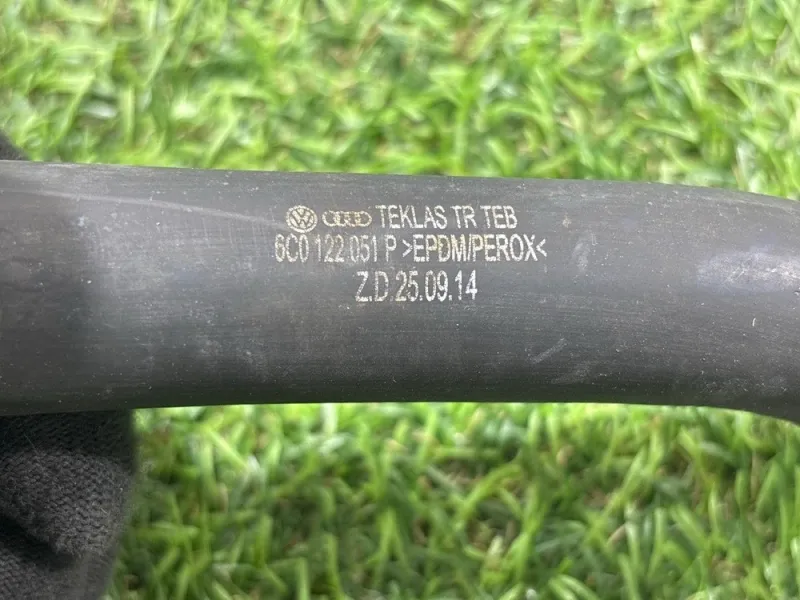 TEKLAS TR TEB
6C0 122 051 P >EPDM/PEROX<
Z.D.25.09.14